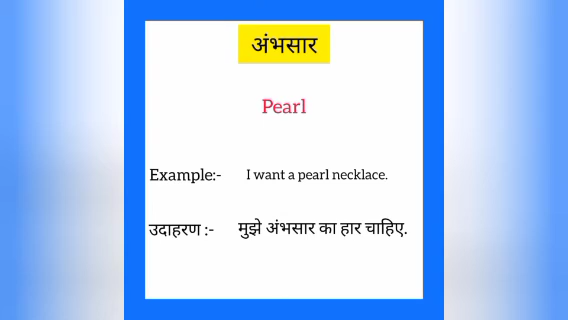 अंभसार
Pearl
Example:- I want a pearl necklace.
उदाहरण :- मुझे अंभसार का हार चाहिए.